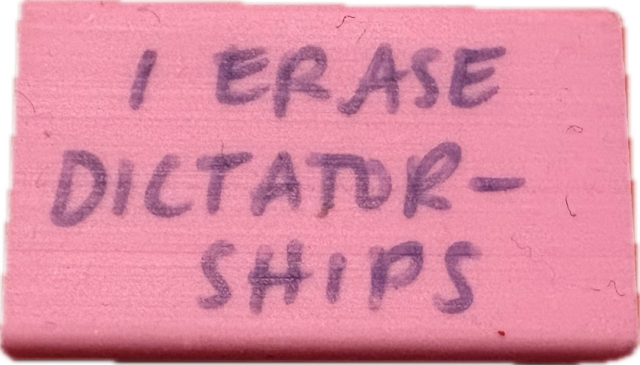 I ERASE
DICTATOR-
SHIPS